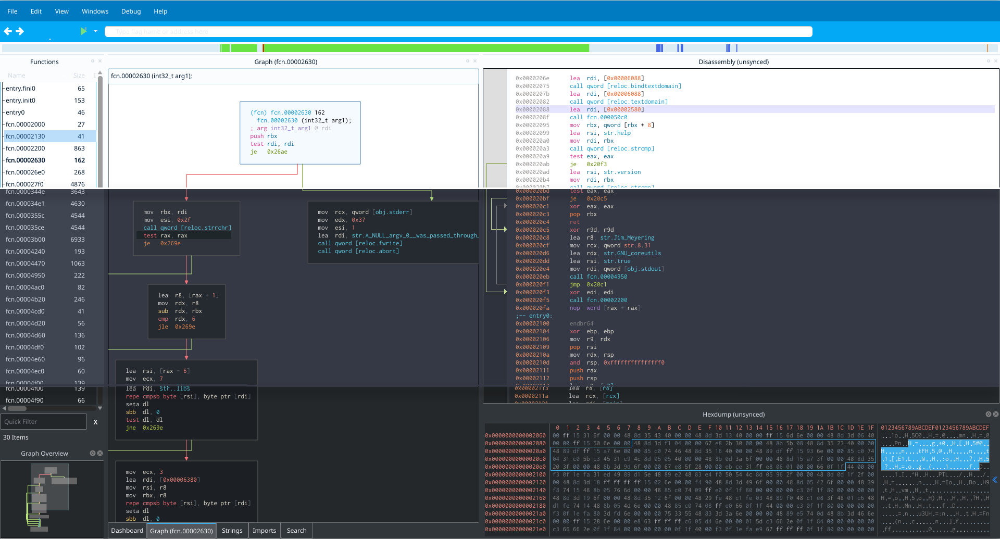 File Edit View Windows Debug Help
Type flag name or address here
Functions
Name Size
entry.fini0 65
entry.init0 153
entry0 46
fcn.00002000 27
fcn.00002130 41
fcn.00002200 863
fcn.00002630 162
fcn.000026e0 268
fcn.000027f0 4876
fcn.0000344e 3643
fcn.000034e1 4630
fcn.0000355c 4544
fcn.000035ce 4544
fcn.00003b00 6933
fcn.00004240 193
fcn.00004470 1063
fcn.00004950 222
fcn.00004ac0 82
fcn.00004b20 246
fcn.00004cd0 41
fcn.00004d20 56
fcn.00004d60 136
fcn.00004df0 102
fcn.00004e60 96
fcn.00004ec0 60
fcn.00004f00 139
fcn.00004f00 139
fcn.00004f90 66
Quick Filter X
30 Items
Graph Overview
Graph (fcn.00002630)
fcn.00002630 (int32_t arg1);
(fcn) fcn.00002630 162
fcn.00002630 (int32_t arg1);
; arg int32_t arg1 @ rdi
push rbx
test rdi, rdi
je 0x26ae
mov rbx, rdi
mov esi, 0x2f
call qword [reloc.strrchr]
test rax, rax
je 0x269e
mov rcx, qword [obj.stderr]
mov edx, 0x37
mov esi, 1
lea rdi, str.A_NULL_argv_0__was_passed_through_
call qword [reloc.fwrite]
call qword [reloc.abort]
lea r8, [rax + 1]
mov rdx, r8
sub rdx, rbx
cmp rdx, 6
jle 0x269e
lea rsi, [rax - 6]
mov ecx, 7
lea rdi, str..libs
repe cmpsb byte [rsi], byte ptr [rdi]
seta dl
sbb dl, 0
test dl, dl
jne 0x269e
mov ecx, 3
lea rdi, [0x00006380]
mov rsi, r8
mov rbx, r8
repe cmpsb byte [rsi], byte ptr [rdi]
seta dl
sbb dl, 0
Dashboard Graph (fcn.00002630) Strings Imports Search
Disassembly (unsynced)
0x0000206e lea rdi, [0x00006088]
0x00002075 call qword [reloc.bindtextdomain]
0x0000207b lea rdi, [0x00006088]
0x00002082 call qword [reloc.textdomain]
0x00002088 lea rdi, [0x00002580]
0x0000208f call fcn.000050c0
0x00002095 mov rbx, qword [rbx + 8]
0x00002099 lea rsi, str.help
0x000020a0 mov rdi, rbx
0x000020a3 call qword [reloc.strcmp]
0x000020a9 test eax, eax
0x000020ab je 0x20f3
0x000020ad lea rsi, str.version
0x000020b4 mov rdi, rbx
0x000020b7 call qword [reloc.strcmp]
0x000020bd test eax, eax
0x000020bf je 0x20c5
0x000020c1 xor eax, eax
0x000020c3 pop rbx
0x000020c4 ret
0x000020c5 xor r9d, r9d
0x000020c8 lea r8, str.Jim_Meyering
0x000020cf mov rcx, qword str.8.31
0x000020d6 lea rdx, str.GNU_coreutils
0x000020dd lea rsi, str.true
0x000020e4 mov rdi, qword [obj.stdout]
0x000020eb call fcn.00004950
0x000020f1 jmp 0x20c1
0x000020f3 xor edi, edi
0x000020f5 call fcn.00002200
0x000020fa nop word [rax + rax]
;-- entry0:
0x00002100 endbr64
0x00002104 xor ebp, ebp
0x00002106 mov r9, rdx
0x00002109 pop rsi
0x0000210a mov rdx, rsp
0x0000210d and rsp, 0xfffffffffffffff0
0x00002111 push rax
0x00002112 push rsp
0x00002113 lea r8, [r8]
0x0000211a lea rcx, [rcx]
0x00002121 lea rdi, [main]
Hexdump (unsynced)
0 1 2 3 4 5 6 7 8 9 A B C D E F 10 11 12 13 14 15 16 17 18 19 1A 1B 1C 1D 1E 1F 0123456789ABCDEF0123456789ABCDEF
0x0000000000002060 00 ff 15 31 6f 00 00 48 8d 35 43 40 00 00 48 8d 3d 13 40 00 00 ff 15 6d 6e 00 00 48 8d 3d 06 40
0x0000000000002080 00 00 ff 15 50 6e 00 00 48 8d 3d f1 04 00 00 67 e8 2b 30 00 00 48 8b 5b 08 48 8d 35 23 40 00 00
0x00000000000020a0 48 89 df ff 15 a7 6e 00 00 85 c0 74 46 48 8d 35 16 40 00 00 48 89 df ff 15 93 6e 00 00 85 c0 74
0x00000000000020c0 04 31 c0 5b c3 45 31 c9 4c 8d 05 05 40 00 00 48 8b 0d 3a 6f 00 00 48 8d 15 a7 3f 00 00 48 8d 35
0x00000000000020e0 20 3f 00 00 48 8b 3d 9d 6f 00 00 67 e8 5f 28 00 00 eb ce 31 ff e8 06 01 00 00 66 0f 1f 44 00 00
0x0000000000002100 f3 0f 1e fa 31 ed 49 89 d1 5e 48 89 e2 48 83 e4 f0 50 54 4c 8d 05 96 2f 00 00 48 8d 0d 1f 2f 00
0x0000000000002120 00 48 8d 3d 18 ff ff ff ff 15 02 6e 00 00 f4 90 48 8d 3d 49 6f 00 00 48 8d 05 42 6f 00 00 48 39
0x0000000000002140 f8 74 15 48 8b 05 76 6d 00 00 48 85 c0 74 09 ff e0 0f 1f 80 00 00 00 00 c3 0f 1f 80 00 00 00 00
0x0000000000002160 48 8d 3d 19 6f 00 00 48 8d 35 12 6f 00 00 48 29 fe 48 c1 fe 03 48 89 f0 48 c1 e8 3f 48 01 c6 48
0x0000000000002180 d1 fe 74 14 48 8b 05 4d 6e 00 00 48 85 c0 74 08 ff e0 66 0f 1f 44 00 00 c3 0f 1f 80 00 00 00 00
0x00000000000021a0 f3 0f 1e fa 80 3d fd 6e 00 00 00 75 33 55 48 83 3d 3a 6e 00 00 00 48 89 e5 74 0d 48 8b 3d 46 6e
0x00000000000021c0 00 00 ff 15 28 6e 00 00 e8 63 ff ff ff c6 05 d4 6e 00 00 01 5d c3 66 2e 0f 1f 84 00 00 00 00 00
0x00000000000021e0 c3 66 66 2e 0f 1f 84 00 00 00 00 00 0f 1f 40 00 f3 0f 1e fa e9 67 ff ff ff 0f 1f 80 00 00 00 00